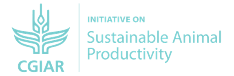 INITIATIVE ON
Sustainable Animal
Productivity
CGIAR